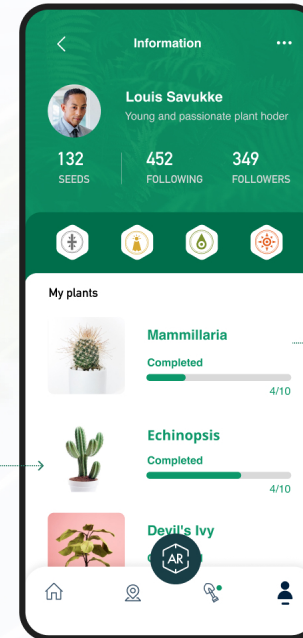 Information
Louis Savukke
Young and passionate plant hoder
132
SEEDS
452
FOLLOWING
349
FOLLOWERS
My plants
Mammillaria
Completed
4/10
Echinopsis
Completed
4/10
Devil's Ivy
AR